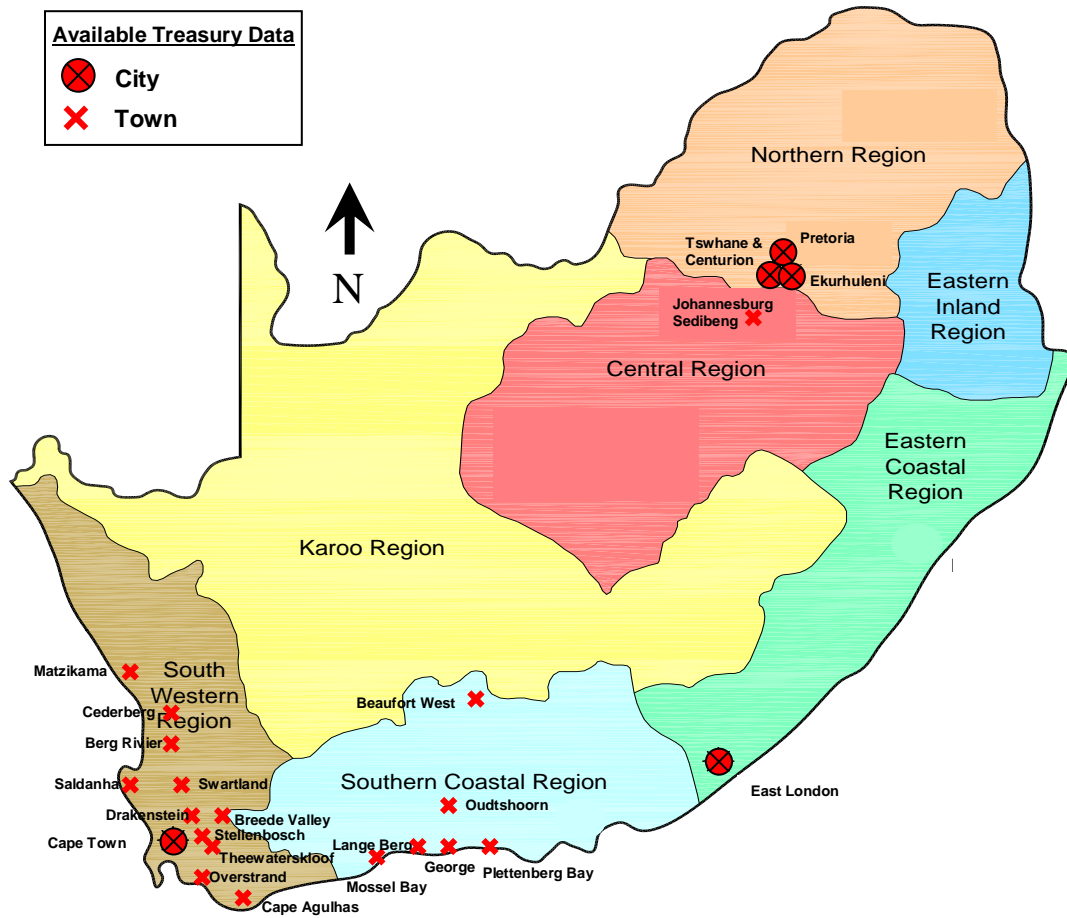 Available Treasury Data
City
Town
N
Northern Region
Tswhane &
Centurion
Pretoria
Ekurhuleni
Eastern
Inland
Region
Johannesburg
Sedibeng
Central Region
Eastern
Coastal
Region
Karoo Region
Matzikama
South
Western
Region
Cederberg
Beaufort West
Berg Rivier
Southern Coastal Region
Saldanha
Swartland
East London
Oudtshoorn
Drakenstein
Breede Valley
Stellenbosch
Cape Town
Theewaterskloof
Lange Berg
George
Plettenberg Bay
Mossel Bay
Overstrand
Cape Agulhas